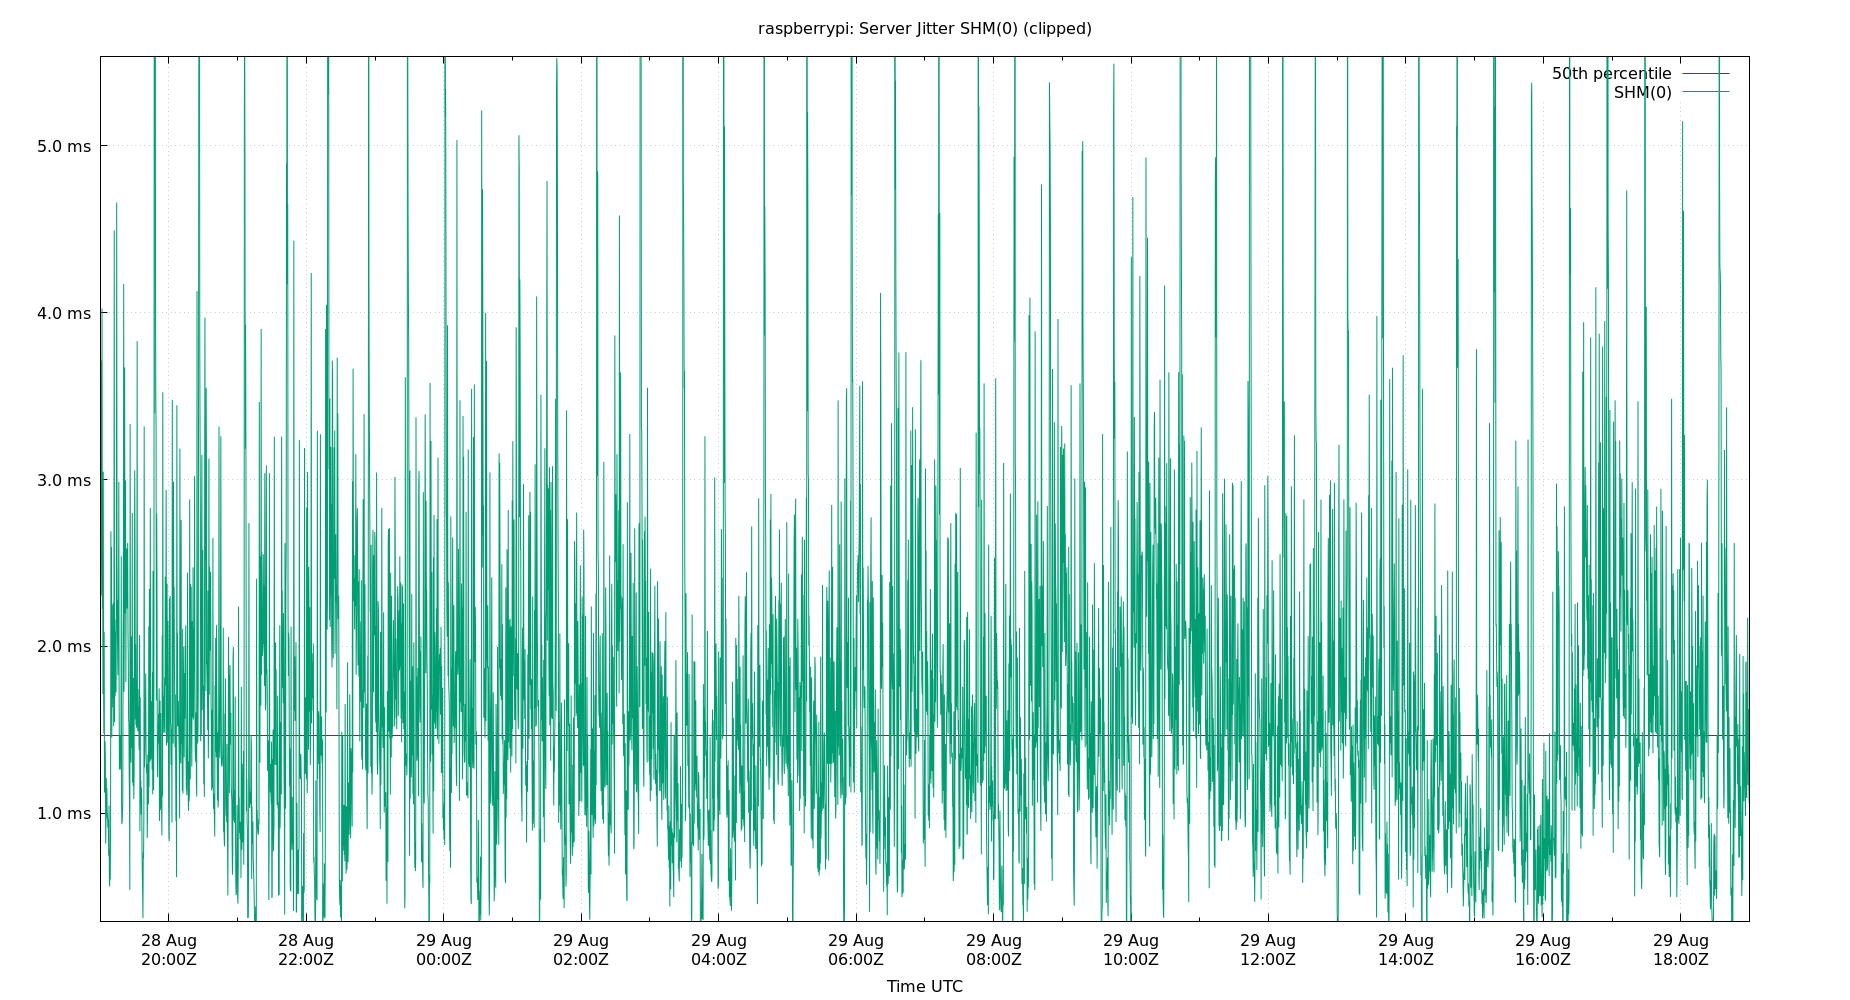 raspberrypi: Server Jitter SHM(0) (clipped)
50th percentile
SHM(0)
5.0 ms
4.0 ms
3.0 ms
2.0 ms
1.0 ms
28 Aug 28 Aug 29 Aug 29 Aug 29 Aug 29 Aug 29 Aug 29 Aug 29 Aug 29 Aug 29 Aug 29 Aug
20:00Z 22:00Z 00:00Z 02:00Z 04:00Z 06:00Z 08:00Z 10:00Z 12:00Z 14:00Z 16:00Z 18:00Z
Time UTC